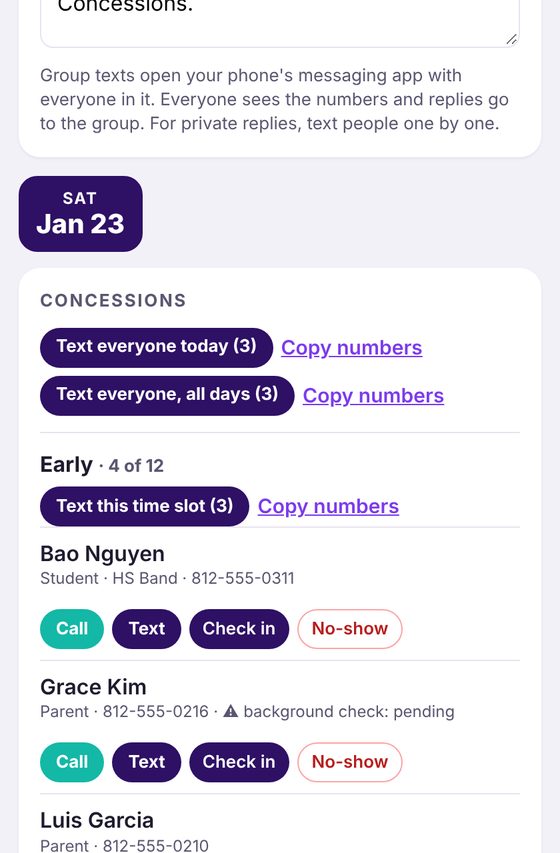 Concessions.
Group texts open your phone's messaging app with
everyone in it. Everyone sees the numbers and replies go
to the group. For private replies, text people one by one.
SAT
Jan 23
CONCESSIONS
Text everyone today (3) Copy numbers
Text everyone, all days (3) Copy numbers
Early · 4 of 12
Text this time slot (3) Copy numbers
Bao Nguyen
Student · HS Band · 812-555-0311
Call Text Check in No-show
Grace Kim
Parent · 812-555-0216 · ⚠ background check: pending
Call Text Check in No-show
Luis Garcia
Parent · 812-555-0210